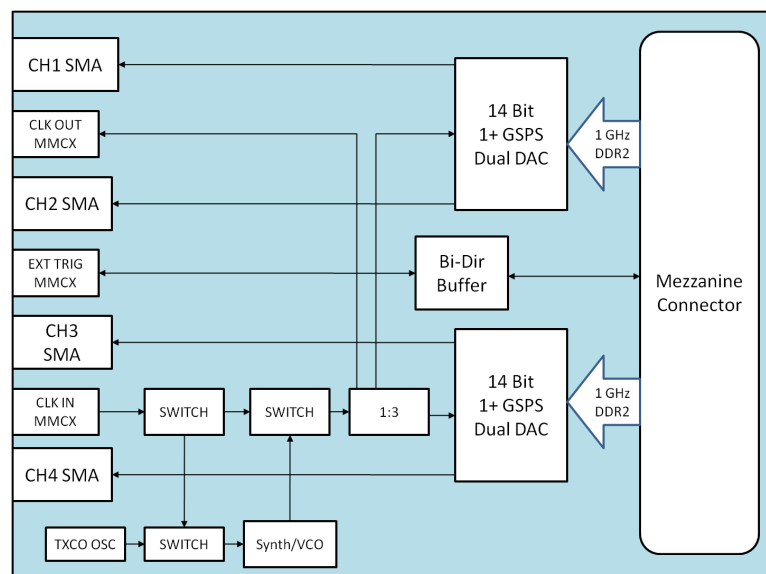 CH1 SMA
14 Bit
1+ GSPS
Dual DAC
1 GHz
DDR2
CLK OUT
MMCX
CH2 SMA
EXT TRIG
MMCX
Bi-Dir
Buffer
Mezzanine
Connector
CH3
SMA
14 Bit
1+ GSPS
Dual DAC
1 GHz
DDR2
CLK IN
MMCX
SWITCH
SWITCH
1:3
CH4 SMA
TXCO OSC
SWITCH
Synth/VCO